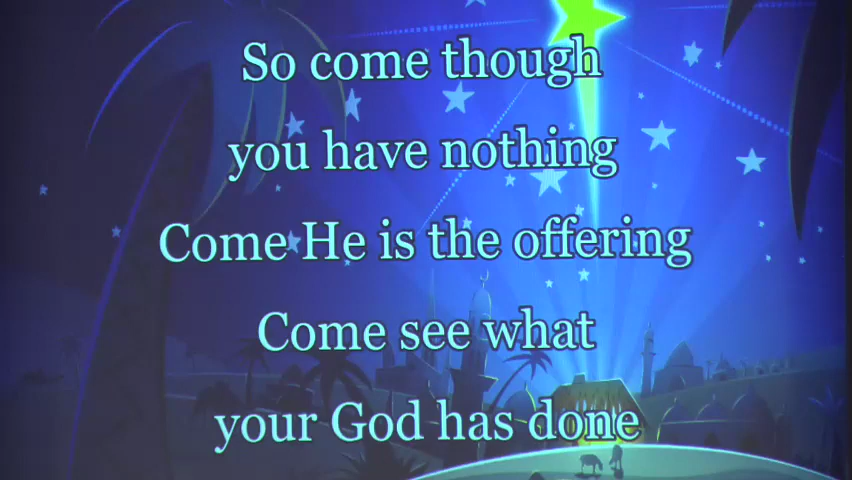 So come though
you have nothing
Come He is the offering
Come see what
your God has done